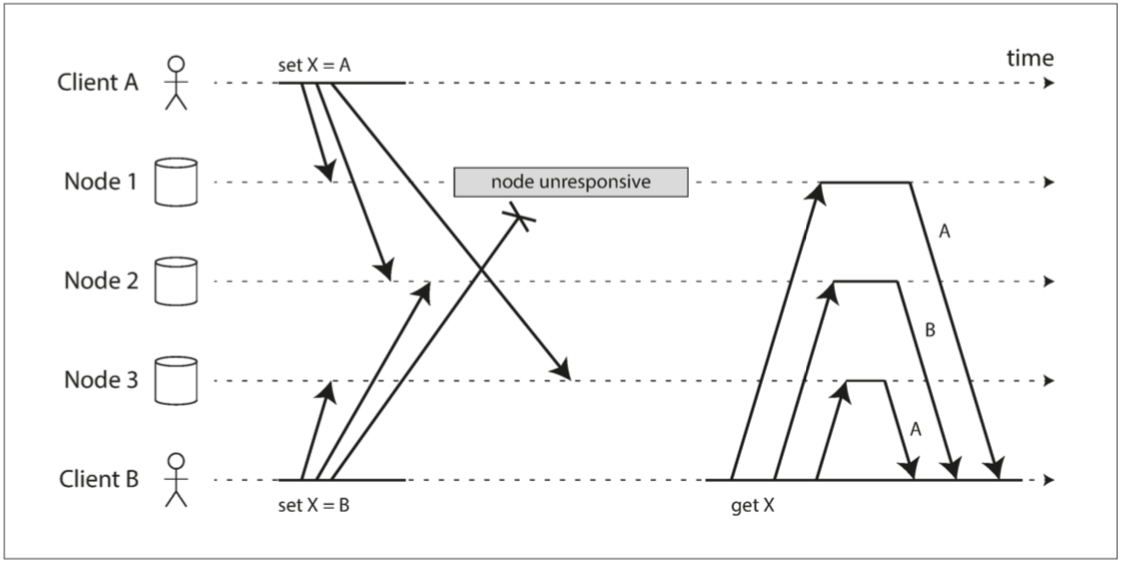 time
set X = A
Client A
Node 1
node unresponsive
A
Node 2
B
Node 3
A
Client B
set X = B
get X